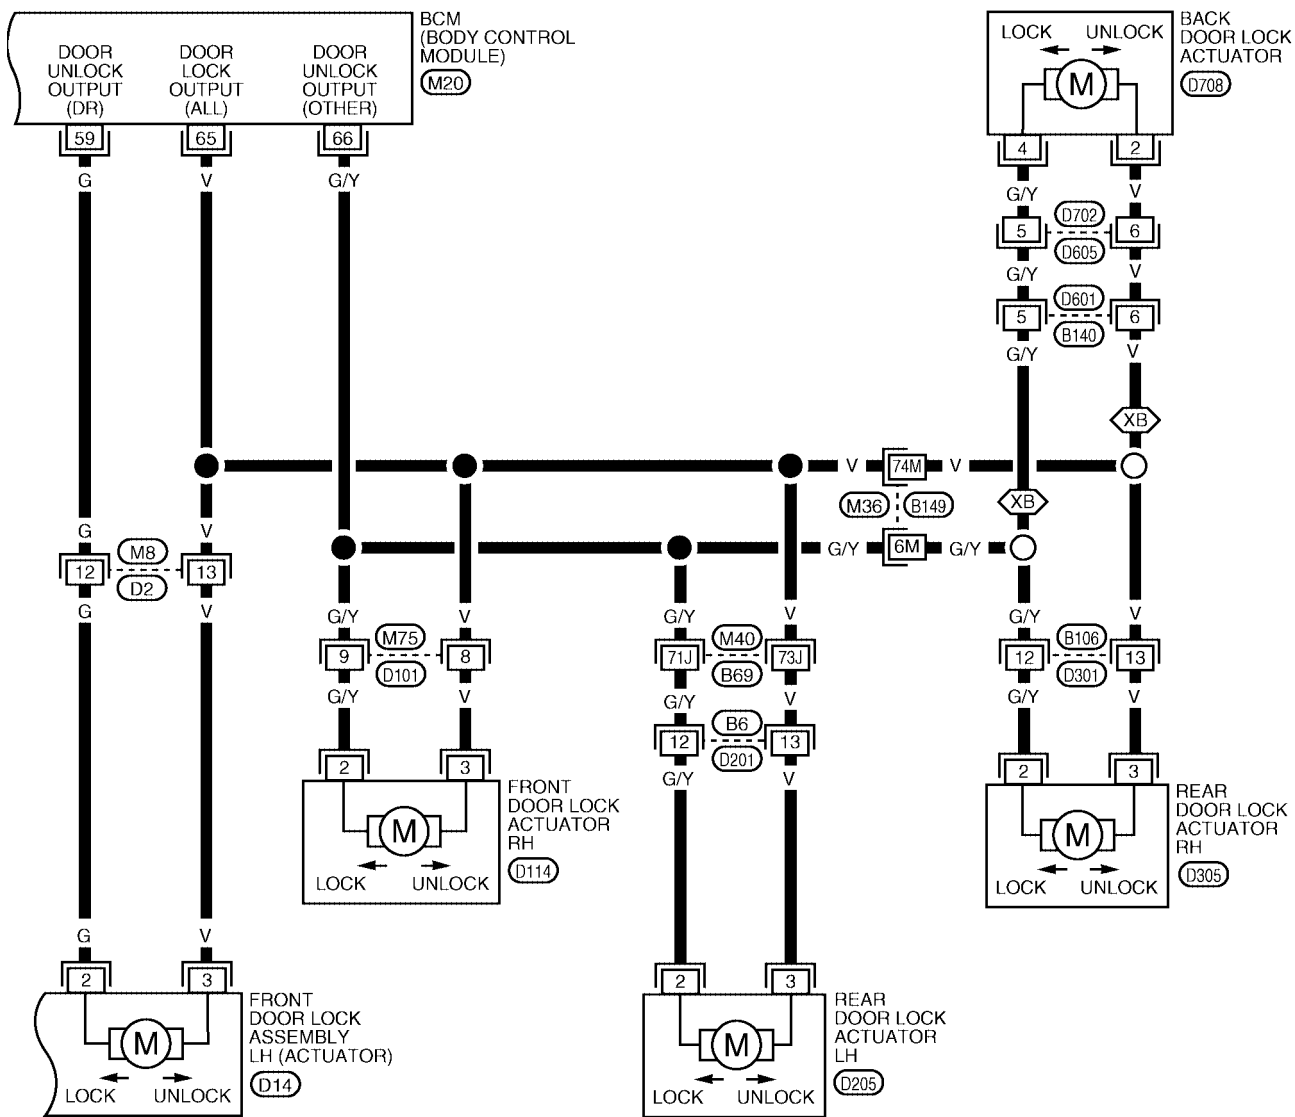 BCM
(BODY CONTROL
MODULE)
M20
DOOR
UNLOCK
OUTPUT
(DR)
DOOR
LOCK
OUTPUT
(ALL)
DOOR
UNLOCK
OUTPUT
(OTHER)
59
65
66
G
V
G/Y
BACK
DOOR LOCK
ACTUATOR
D708
LOCK
UNLOCK
M
4
2
G/Y
V
5
D702
D605
6
G/Y
V
5
D601
B140
6
G/Y
V
XB
V
74M
V
M36
B149
XB
G/Y
6M
G/Y
G
V
12
M8
D2
13
G
V
G/Y
V
9
M75
D101
8
G/Y
V
2
3
FRONT
DOOR LOCK
ACTUATOR
RH
D114
M
LOCK
UNLOCK
G/Y
V
71J
M40
B69
73J
G/Y
V
12
B6
D201
13
G/Y
V
G/Y
V
12
B106
D301
13
G/Y
V
2
3
REAR
DOOR LOCK
ACTUATOR
RH
D305
M
LOCK
UNLOCK
G
V
2
3
FRONT
DOOR LOCK
ASSEMBLY
LH (ACTUATOR)
D14
M
LOCK
UNLOCK
2
3
REAR
DOOR LOCK
ACTUATOR
LH
D205
M
LOCK
UNLOCK